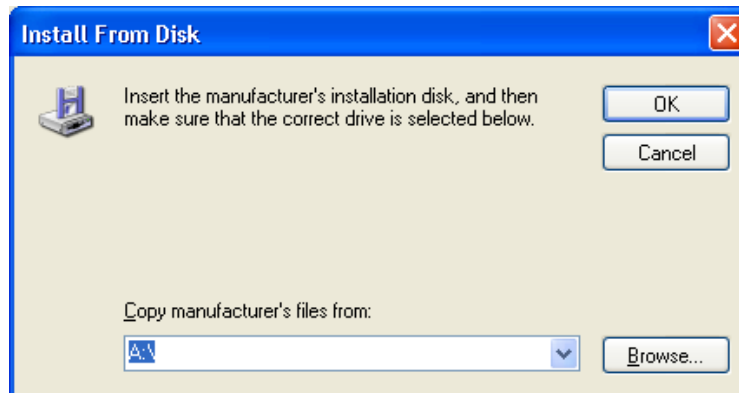 Install From Disk
Insert the manufacturer's installation disk, and then
make sure that the correct drive is selected below.
OK
Cancel
Copy manufacturer's files from:
A:\
Browse...